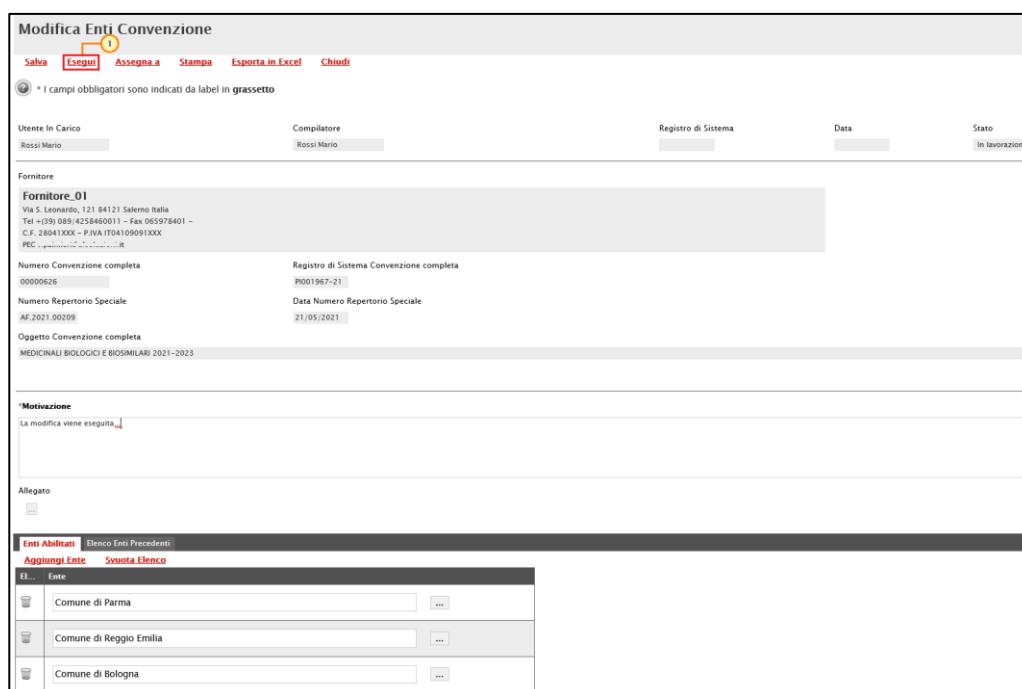 Modifica Enti Convenzione
1
Salva Esegui Assegna a Stampa Esporta in Excel Chiudi
* I campi obbligatori sono indicati da label in grassetto
Utente In Carico Compilatore Registro di Sistema Data Stato
Rossi Mario Rossi Mario In lavorazion
Fornitore
Fornitore_01
Via S. Leonardo, 121 84121 Salerno Italia
Tel +(39) 089/4258460011 - Fax 065978401 -
C.F. 28041XXX - P.IVA IT04109091XXX
PEC
Numero Convenzione completa Registro di Sistema Convenzione completa
00000626 PI001967-21
Numero Repertorio Speciale Data Numero Repertorio Speciale
AF.2021.00209 21/05/2021
Oggetto Convenzione completa
MEDICINALI BIOLOGICI E BIOSIMILARI 2021-2023
*Motivazione
La modifica viene eseguita...
Allegato
...
Enti Abilitati Elenco Enti Precedenti
Aggiungi Ente Svuota Elenco
El... Ente
Comune di Parma ...
Comune di Reggio Emilia ...
Comune di Bologna ...